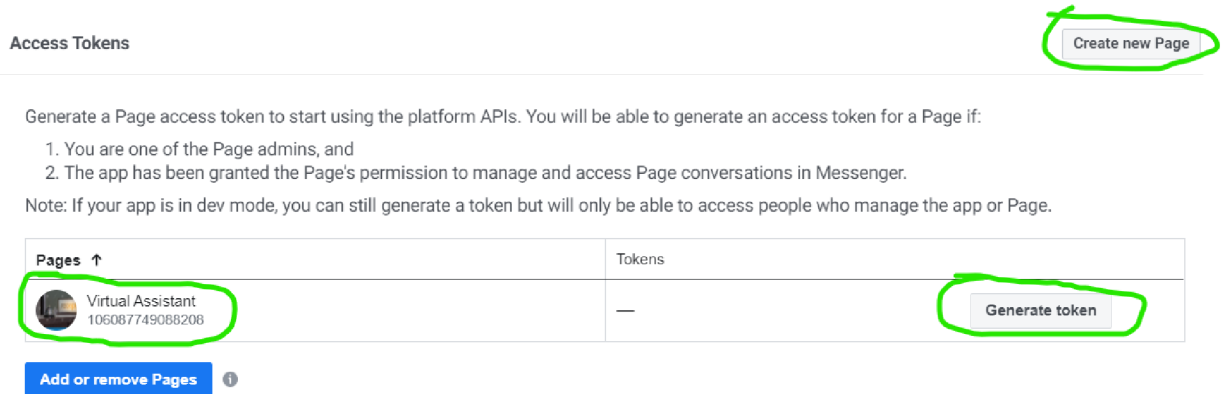 Access Tokens
Create new Page
Generate a Page access token to start using the platform APIs. You will be able to generate an access token for a Page if:
1. You are one of the Page admins, and
2. The app has been granted the Page's permission to manage and access Page conversations in Messenger.
Note: If your app is in dev mode, you can still generate a token but will only be able to access people who manage the app or Page.
Pages ↑
Tokens
Virtual Assistant
106087749088208
—
Generate token
Add or remove Pages